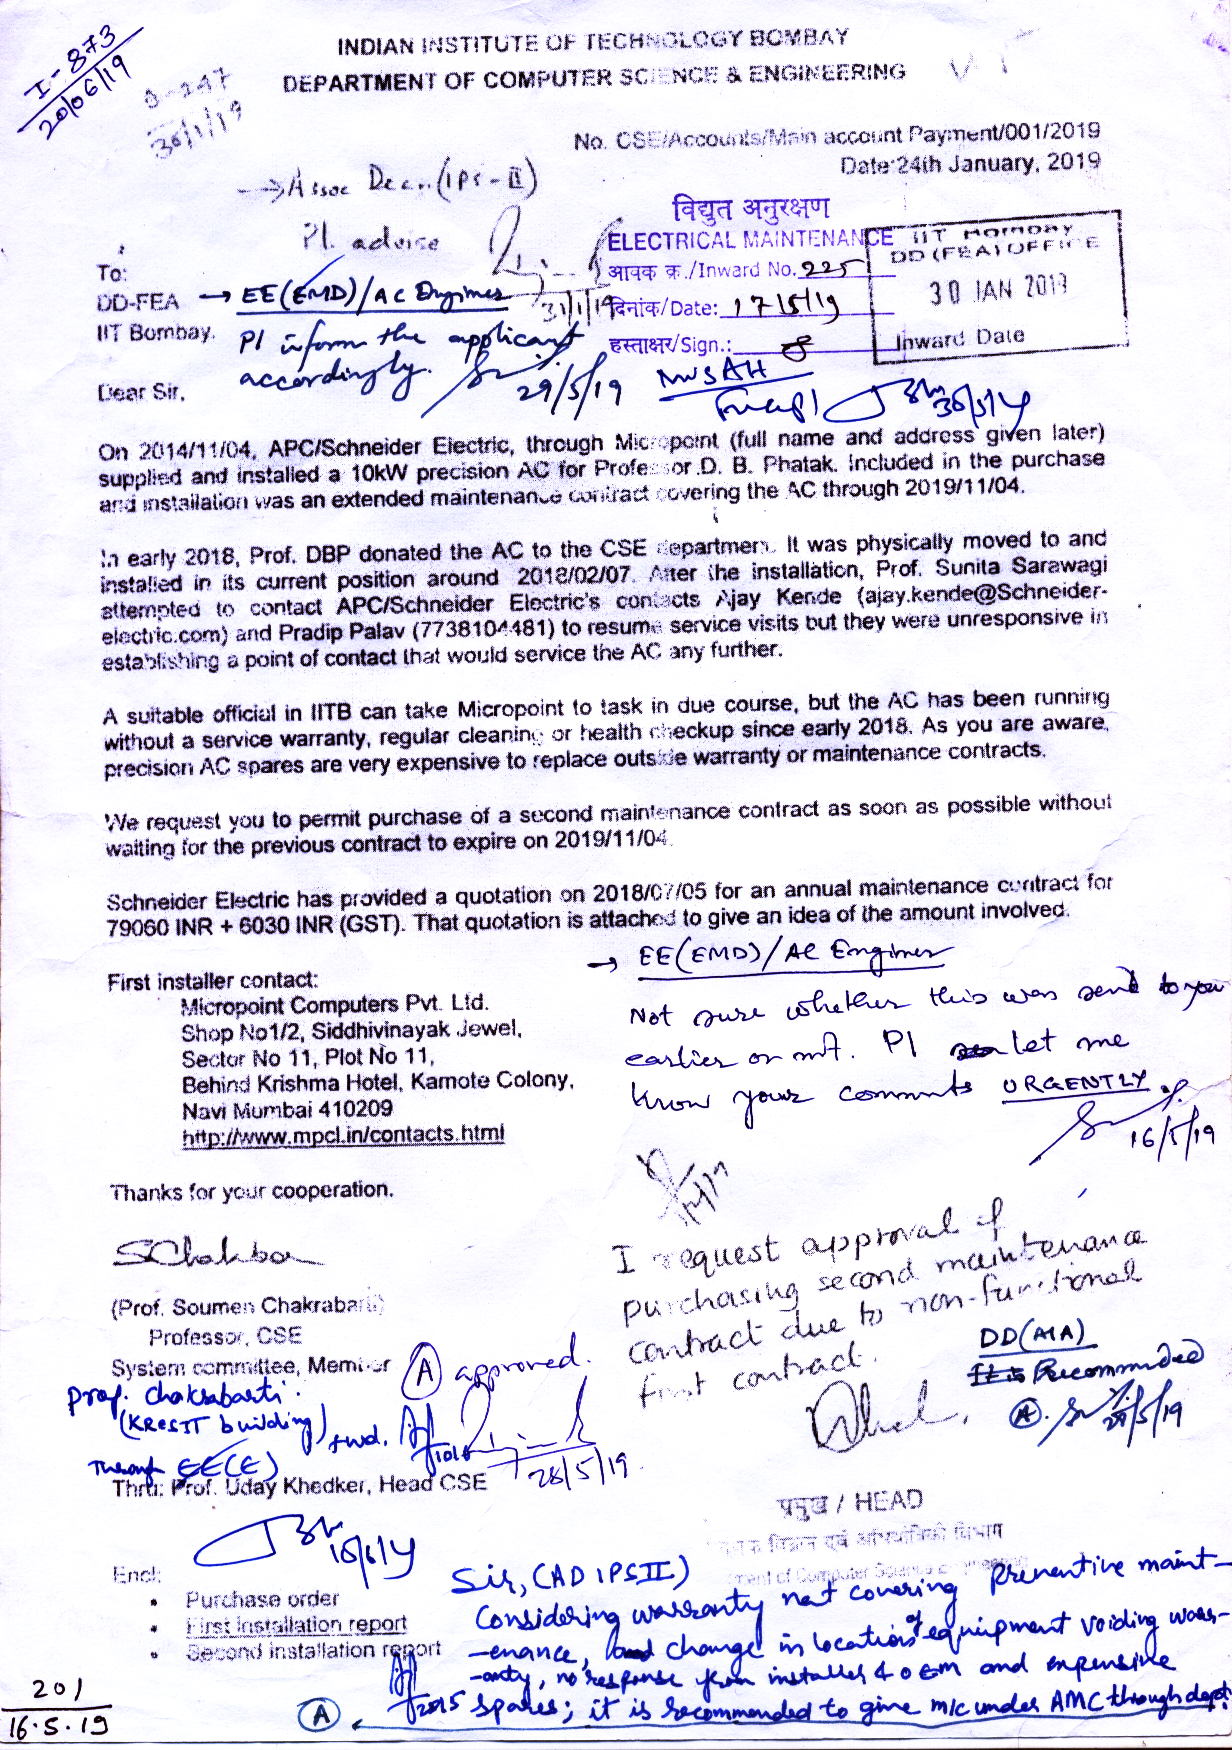 I-873
20/06/19
INDIAN INSTITUTE OF TECHNOLOGY BOMBAY
DEPARTMENT OF COMPUTER SCIENCE & ENGINEERING
30/1/19
No. CSE/Accounts/Main account Payment/001/2019
Date:24th January, 2019
→ Assoc Dean (IPS-II)
Pl. advise
31/1/19
विद्युत अनुरक्षण
ELECTRICAL MAINTENANCE
आवक क्र./Inward No. 225
दिनांक/Date: 17/5/19
हस्ताक्षर/Sign.:
IIT BOMBAY
DD (FEA) OFFICE
30 JAN 2019
Inward Date
To:
DD-FEA → EE(EMD)/AC Engineer
IIT Bombay.
Pl inform the applicant
accordingly.
29/5/19
Dear Sir,
On 2014/11/04, APC/Schneider Electric, through Micropoint (full name and address given later)
supplied and installed a 10kW precision AC for Professor D. B. Phatak. Included in the purchase
and installation was an extended maintenance contract covering the AC through 2019/11/04.
In early 2018, Prof. DBP donated the AC to the CSE department. It was physically moved to and
installed in its current position around 2018/02/07. After the installation, Prof. Sunita Sarawagi
attempted to contact APC/Schneider Electric's contacts Ajay Kende (ajay.kende@Schneider-
electric.com) and Pradip Palav (7738104481) to resume service visits but they were unresponsive in
establishing a point of contact that would service the AC any further.
A suitable official in IITB can take Micropoint to task in due course, but the AC has been running
without a service warranty, regular cleaning or health checkup since early 2018. As you are aware,
precision AC spares are very expensive to replace outside warranty or maintenance contracts.
We request you to permit purchase of a second maintenance contract as soon as possible without
waiting for the previous contract to expire on 2019/11/04.
Schneider Electric has provided a quotation on 2018/07/05 for an annual maintenance contract for
79060 INR + 6030 INR (GST). That quotation is attached to give an idea of the amount involved.
→ EE(EMD)/AC Engineer
Not sure whether this was send to you
earlier or not. Pl let me
know your comments URGENTLY
16/5/19
First installer contact:
Micropoint Computers Pvt. Ltd.
Shop No1/2, Siddhivinayak Jewel,
Sector No 11, Plot No 11,
Behind Krishma Hotel, Kamote Colony,
Navi Mumbai 410209
http://www.mpcl.in/contacts.html
Thanks for your cooperation.
I request approval of
purchasing second maintenance
contract due to non-functional
first contract.
(Prof. Soumen Chakrabarti)
Professor, CSE
System committee, Member
(A) approved.
28/5/19
DD(AIA)
Recommended
(A).
29/5/19
Prof. Chakrabarti.
(KRESIT building)
fwd.
Through EE(E)
Thru: Prof. Uday Khedker, Head CSE
प्रमुख / HEAD
Encl:
Purchase order
First installation report
Second installation report
Sir, (AD IPS II)
Considering warranty not covering Preventive maint-
-enance, change in location of equipment voiding warr-
-anty, no response from installer & OEM and expensive
spares; it is recommended to give m/c under AMC through dept.
(A)
201
16.5.19